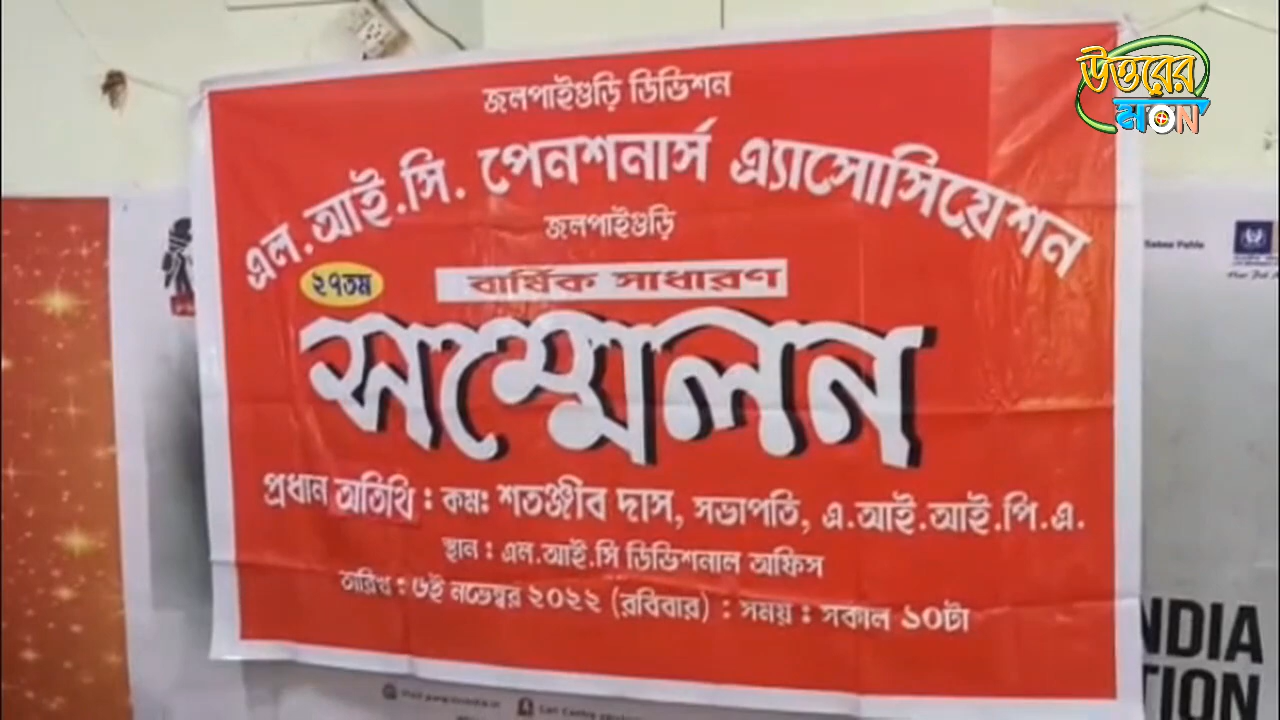 উত্তরের
মন
জলপাইগুড়ি ডিভিশন
এল.আই.সি. পেনশনার্স এ্যাসোসিয়েশন
জলপাইগুড়ি
২৭তম
বার্ষিক সাধারণ
সম্মেলন
প্রধান অতিথি : কমঃ শতঞ্জীব দাস, সভাপতি, এ.আই.আই.পি.এ.
স্থান : এল.আই.সি ডিভিশনাল অফিস
তারিখ : ৬ই নভেম্বর ২০২২ (রবিবার) : সময় : সকাল ১০টা
NDIA
TION